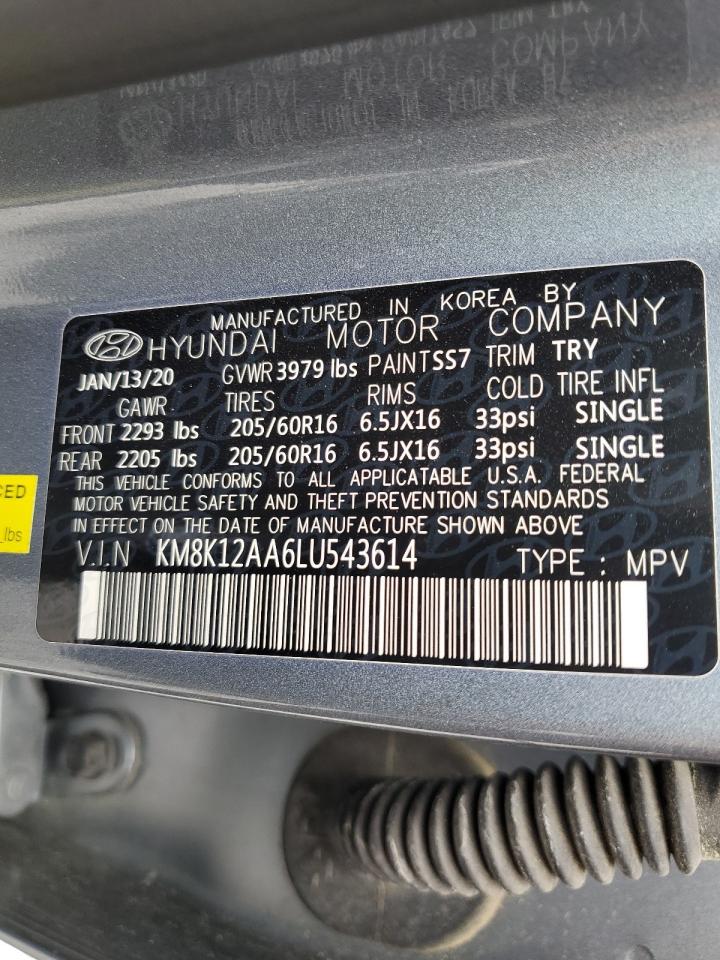 MANUFACTURED IN KOREA BY
HYUNDAI MOTOR COMPANY
JAN/13/20 GVWR 3979 lbs PAINT SS7 TRIM TRY
GAWR TIRES RIMS COLD TIRE INFL
FRONT 2293 lbs 205/60R16 6.5JX16 33psi SINGLE
REAR 2205 lbs 205/60R16 6.5JX16 33psi SINGLE
THIS VEHICLE CONFORMS TO ALL APPLICATABLE U.S.A. FEDERAL
MOTOR VEHICLE SAFETY AND THEFT PREVENTION STANDARDS
IN EFFECT ON THE DATE OF MANUFACTURE SHOWN ABOVE
V.I.N KM8K12AA6LU543614 TYPE : MPV
lbs